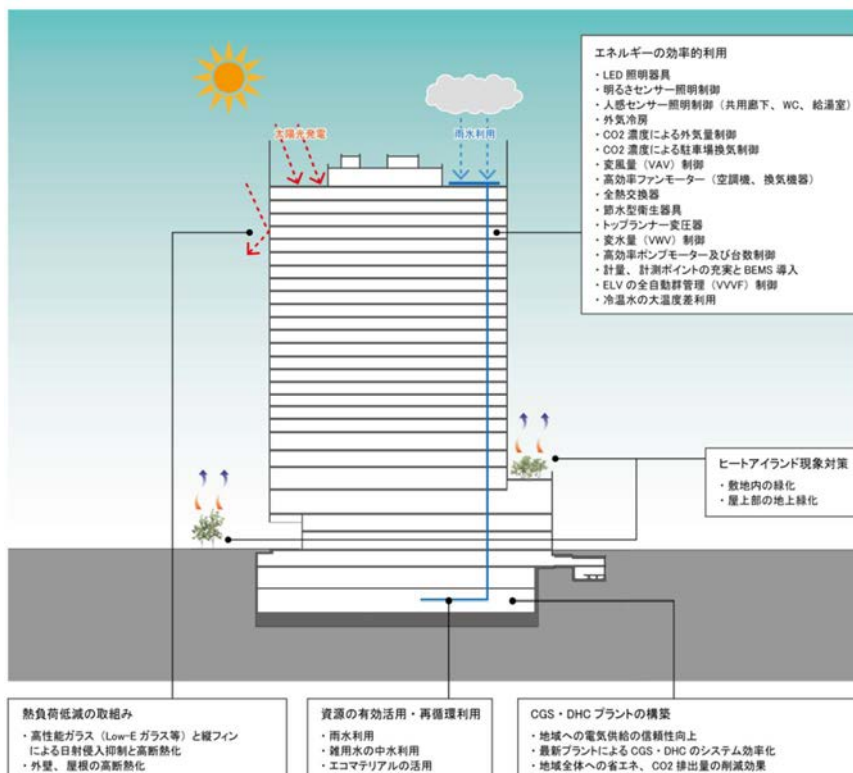 エネルギーの効率的利用
・LED 照明器具
・明るさセンサー照明制御
・人感センサー照明制御（共用廊下、WC、給湯室）
・外気冷房
・CO2 濃度による外気量制御
・CO2 濃度による駐車場換気制御
・変風量（VAV）制御
・高効率ファンモーター（空調機、換気機器）
・全熱交換器
・節水型衛生器具
・トップランナー変圧器
・変水量（VWV）制御
・高効率ポンプモーター及び台数制御
・計量、計測ポイントの充実と BEMS 導入
・ELV の全自動群管理（VVVF）制御
・冷温水の大温度差利用
太陽光発電
雨水利用
ヒートアイランド現象対策
・敷地内の緑化
・屋上部の地上緑化
熱負荷低減の取組み
・高性能ガラス（Low-E ガラス等）と縦フィン
による日射侵入抑制と高断熱化
・外壁、屋根の高断熱化
資源の有効活用・再循環利用
・雨水利用
・雑用水の中水利用
・エコマテリアルの活用
CGS・DHC プラントの構築
・地域への電気供給の信頼性向上
・最新プラントによる CGS・DHC のシステム効率化
・地域全体への省エネ、CO2 排出量の削減効果